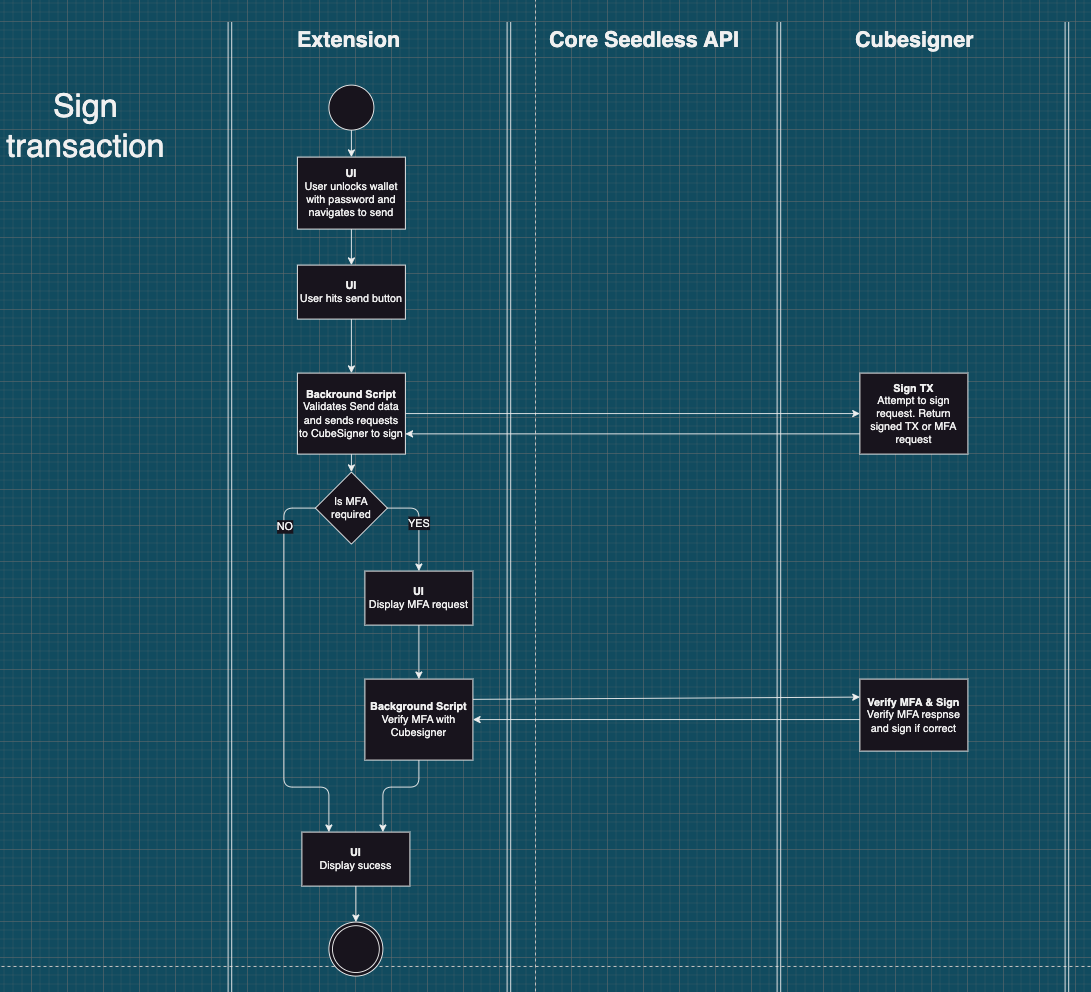 Extension
Core Seedless API
Cubesigner
Sign
transaction
UI
User unlocks wallet
with password and
navigates to send
UI
User hits send button
Backround Script
Validates Send data
and sends requests
to CubeSigner to sign
Sign TX
Attempt to sign
request. Return
signed TX or MFA
request
Is MFA
required
NO
YES
UI
Display MFA request
Background Script
Verify MFA with
Cubesigner
Verify MFA & Sign
Verify MFA respnse
and sign if correct
UI
Display sucess